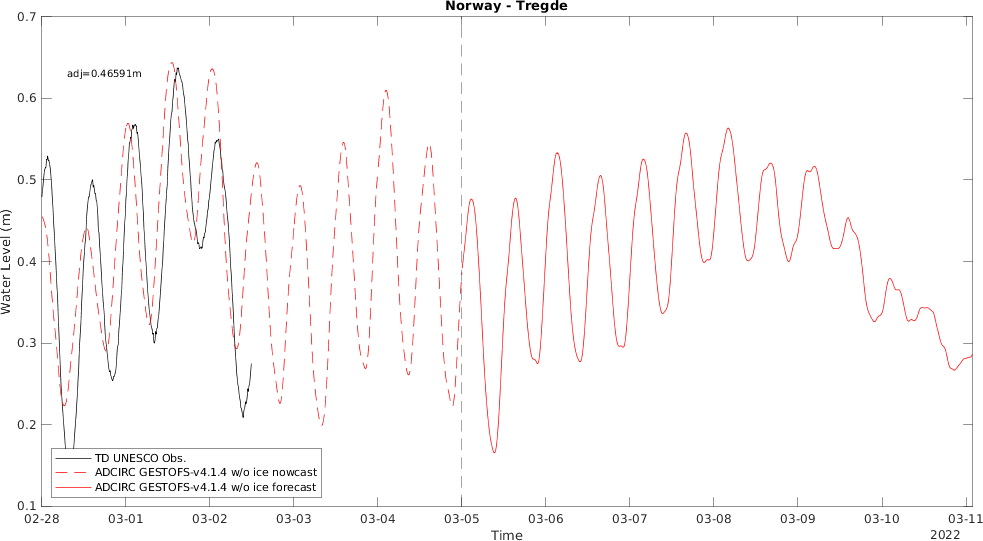 Norway - Tregde
0.7
0.6
0.5
0.4
0.3
0.2
0.1
Water Level (m)
adj=0.46591m
TD UNESCO Obs.
ADCIRC GESTOFS-v4.1.4 w/o ice nowcast
ADCIRC GESTOFS-v4.1.4 w/o ice forecast
02-28 03-01 03-02 03-03 03-04 03-05 03-06 03-07 03-08 03-09 03-10 03-11
Time
2022